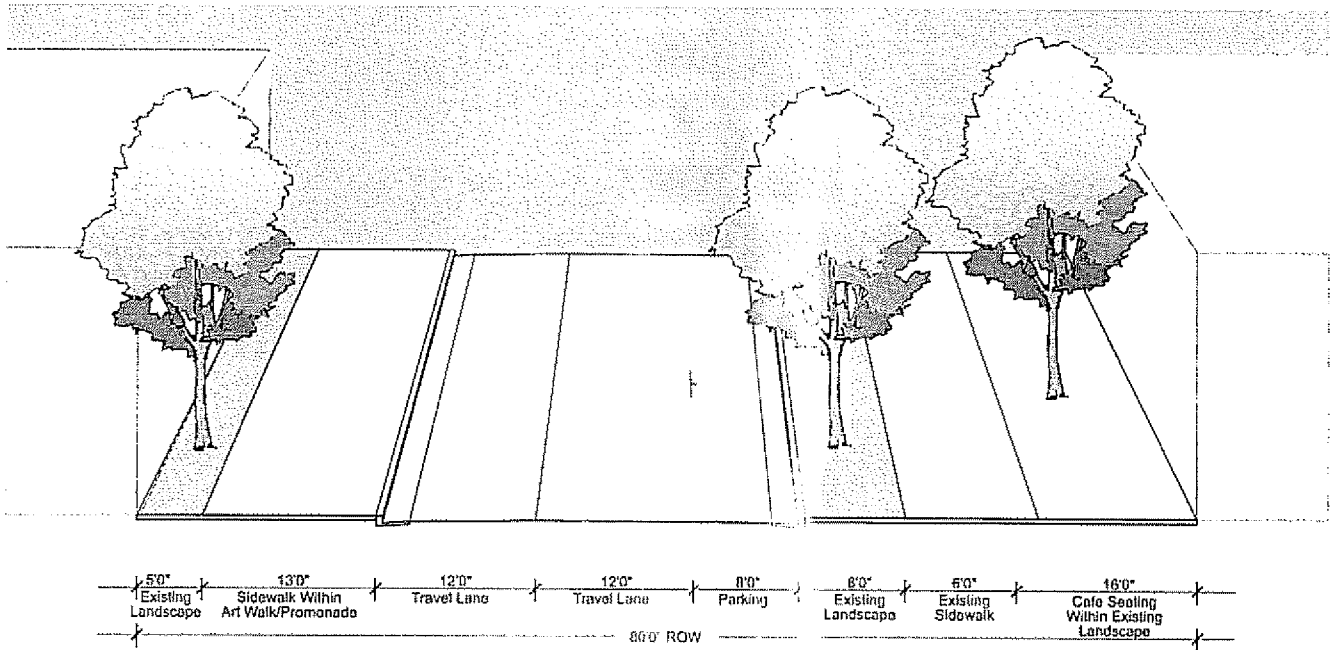 5'0"
Existing
Landscape
13'0"
Sidewalk Within
Art Walk/Promenade
12'0"
Travel Lane
12'0"
Travel Lane
8'0"
Parking
8'0"
Existing
Landscape
6'0"
Existing
Sidewalk
16'0"
Cafe Seating
Within Existing
Landscape
80'0" ROW